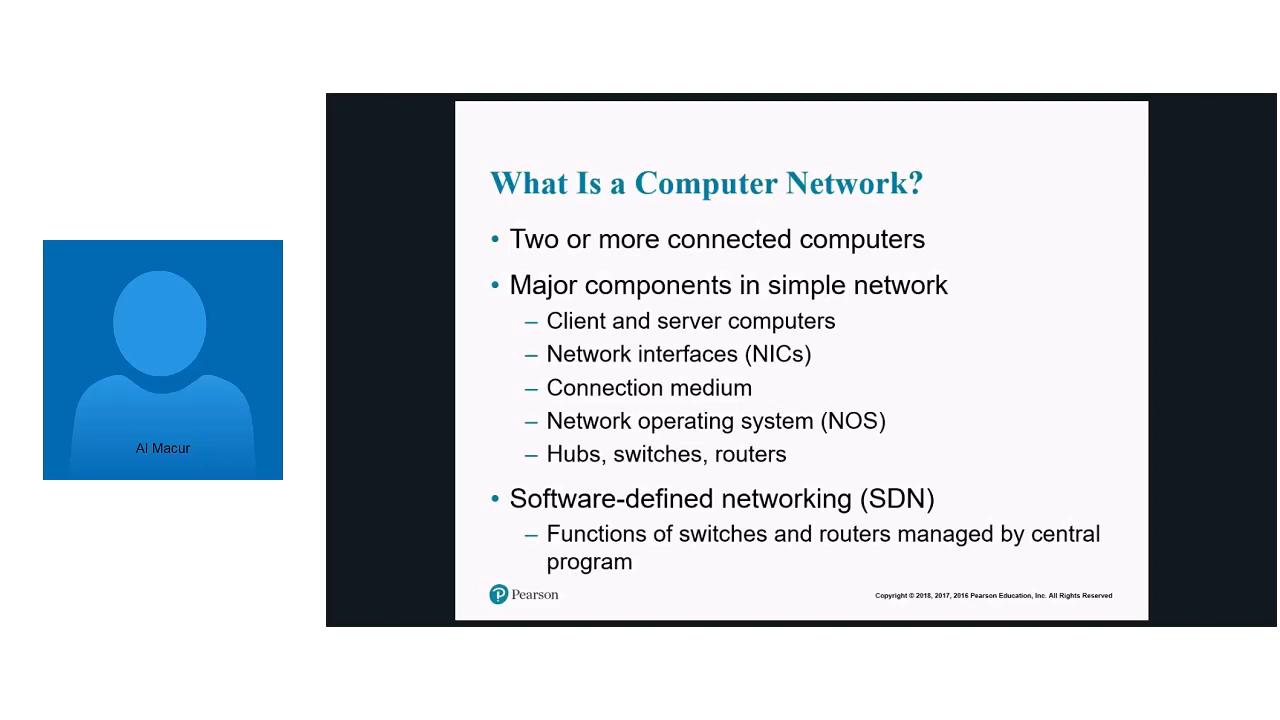 Al Macur
What Is a Computer Network?
• Two or more connected computers
• Major components in simple network
– Client and server computers
– Network interfaces (NICs)
– Connection medium
– Network operating system (NOS)
– Hubs, switches, routers
• Software-defined networking (SDN)
– Functions of switches and routers managed by central
program
Pearson
Copyright © 2018, 2017, 2016 Pearson Education, Inc. All Rights Reserved